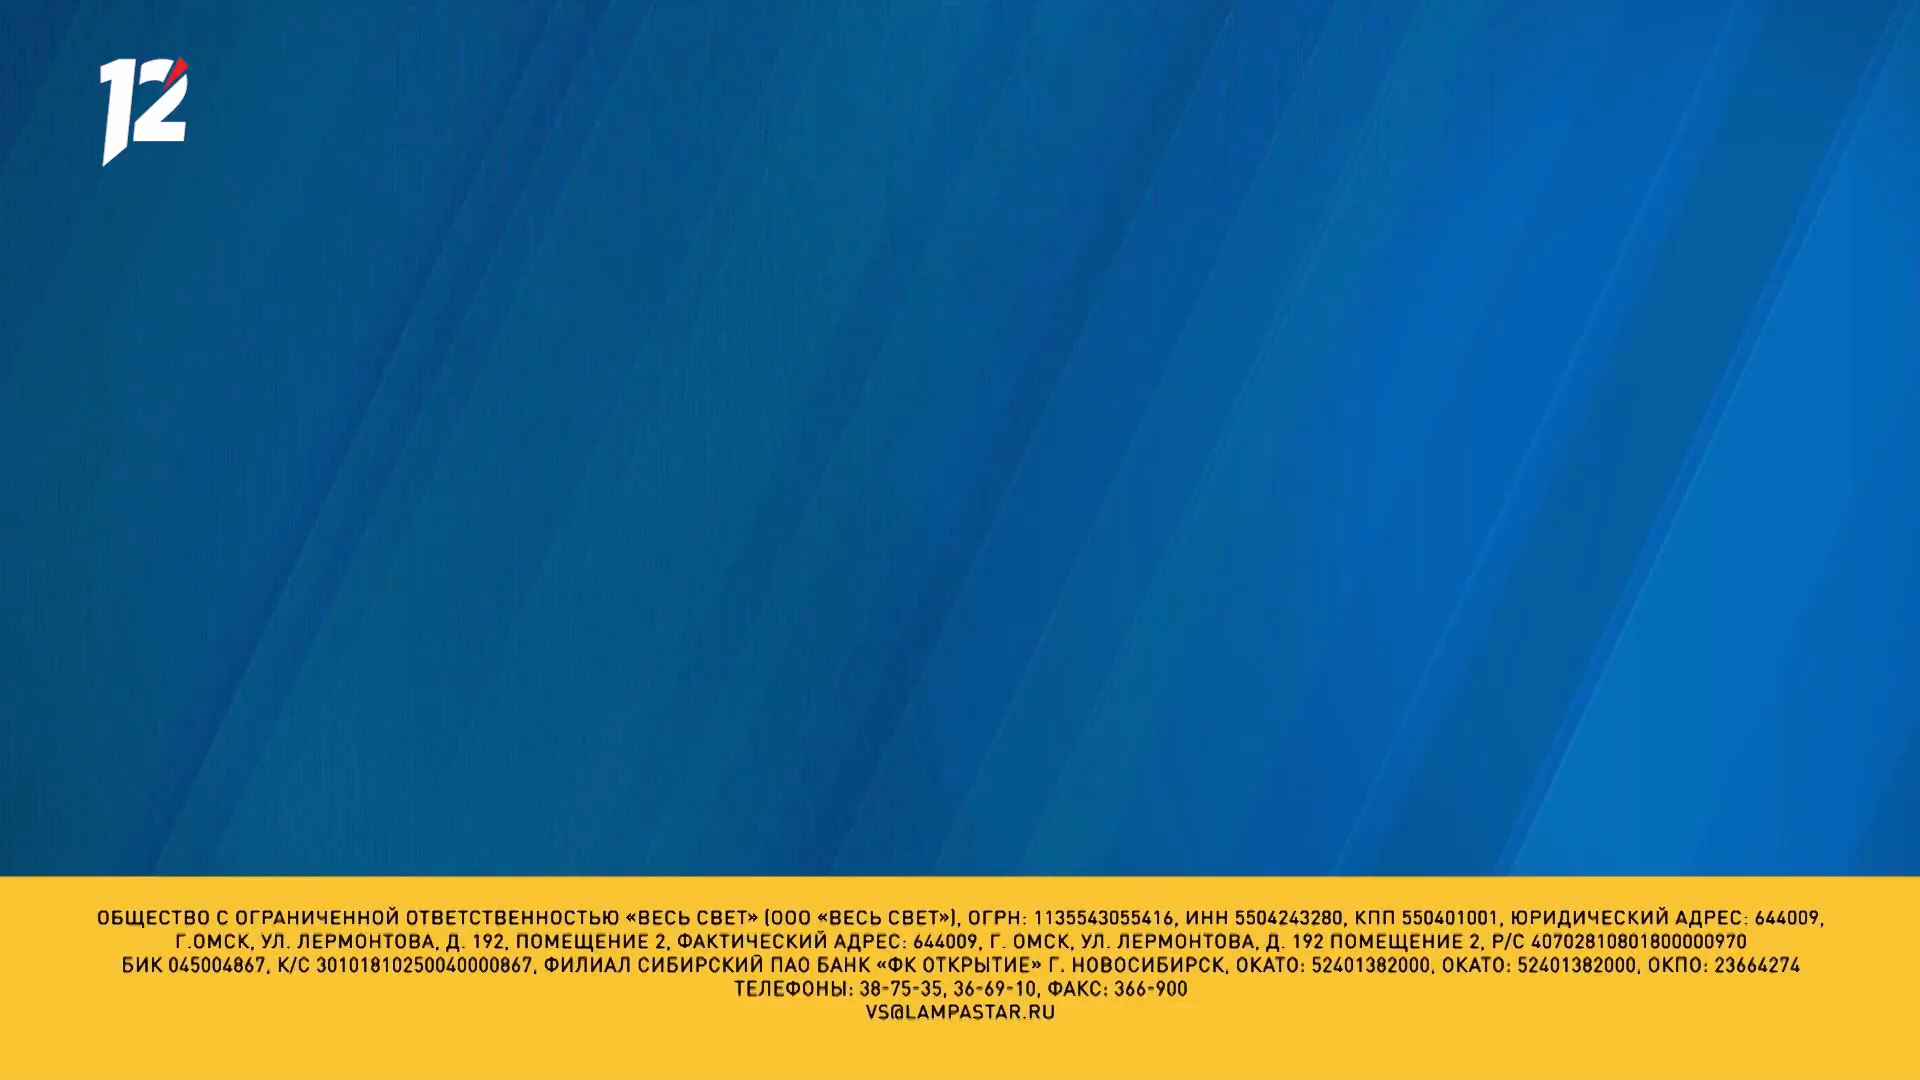 12
ОБЩЕСТВО С ОГРАНИЧЕННОЙ ОТВЕТСТВЕННОСТЬЮ «ВЕСЬ СВЕТ» (ООО «ВЕСЬ СВЕТ»), ОГРН: 1135543055416, ИНН 5504243280, КПП 550401001, ЮРИДИЧЕСКИЙ АДРЕС: 644009,
Г.ОМСК, УЛ. ЛЕРМОНТОВА, Д. 192, ПОМЕЩЕНИЕ 2, ФАКТИЧЕСКИЙ АДРЕС: 644009, Г. ОМСК, УЛ. ЛЕРМОНТОВА, Д. 192 ПОМЕЩЕНИЕ 2, Р/С 40702810801800000970
БИК 045004867, К/С 30101810250040000867, ФИЛИАЛ СИБИРСКИЙ ПАО БАНК «ФК ОТКРЫТИЕ» Г. НОВОСИБИРСК, ОКАТО: 52401382000, ОКАТО: 52401382000, ОКПО: 23664274
ТЕЛЕФОНЫ: 38-75-35, 36-69-10, ФАКС: 366-900
VS@LAMPASTAR.RU